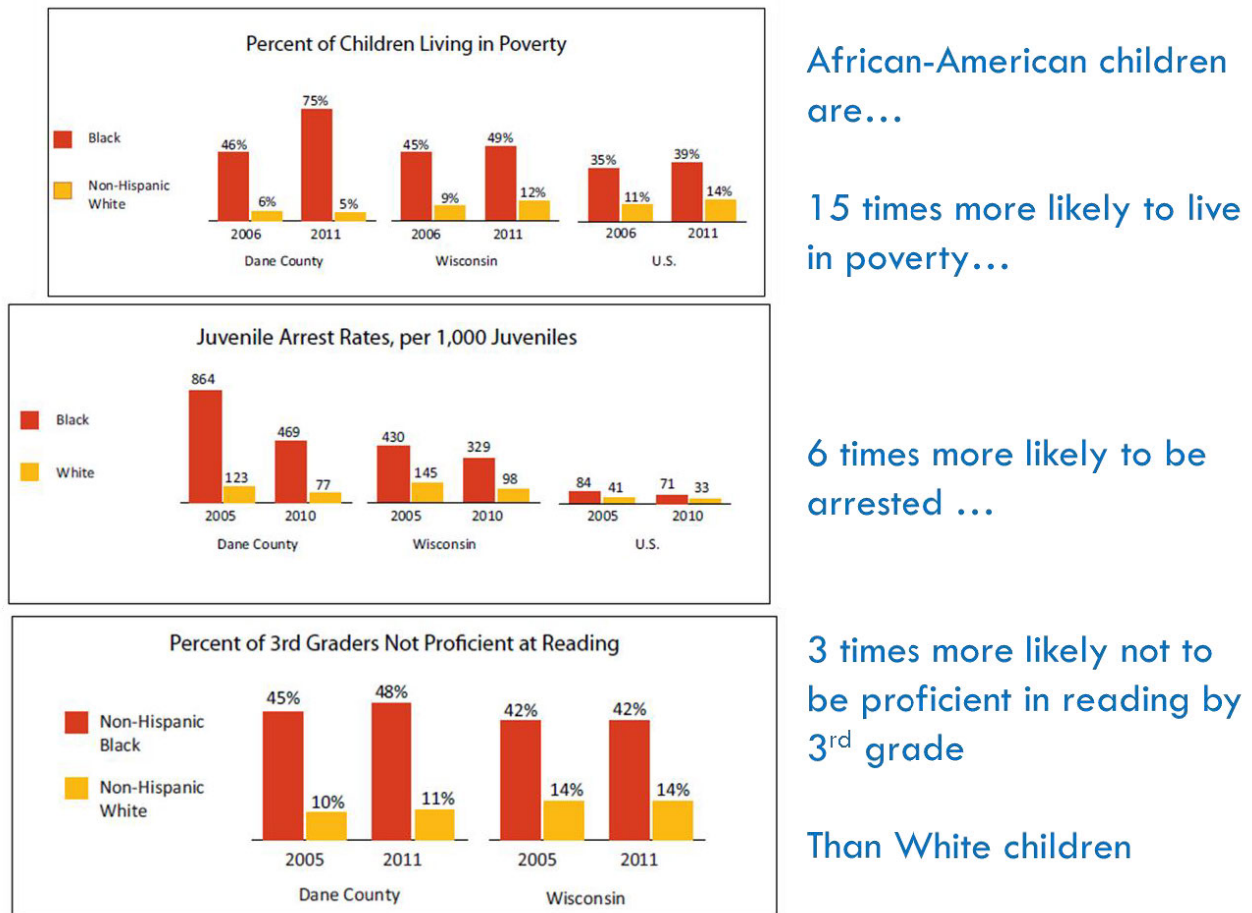 Percent of Children Living in Poverty
Black
Non-Hispanic
White
46%
6%
75%
5%
45%
9%
49%
12%
35%
11%
39%
14%
2006
2011
2006
2011
2006
2011
Dane County
Wisconsin
U.S.
African-American children
are…
15 times more likely to live
in poverty…
Juvenile Arrest Rates, per 1,000 Juveniles
Black
White
864
123
469
77
430
145
329
98
84
41
71
33
2005
2010
2005
2010
2005
2010
Dane County
Wisconsin
U.S.
6 times more likely to be
arrested …
Percent of 3rd Graders Not Proficient at Reading
Non-Hispanic
Black
Non-Hispanic
White
45%
10%
48%
11%
42%
14%
42%
14%
2005
2011
2005
2011
Dane County
Wisconsin
3 times more likely not to
be proficient in reading by
3rd grade
Than White children